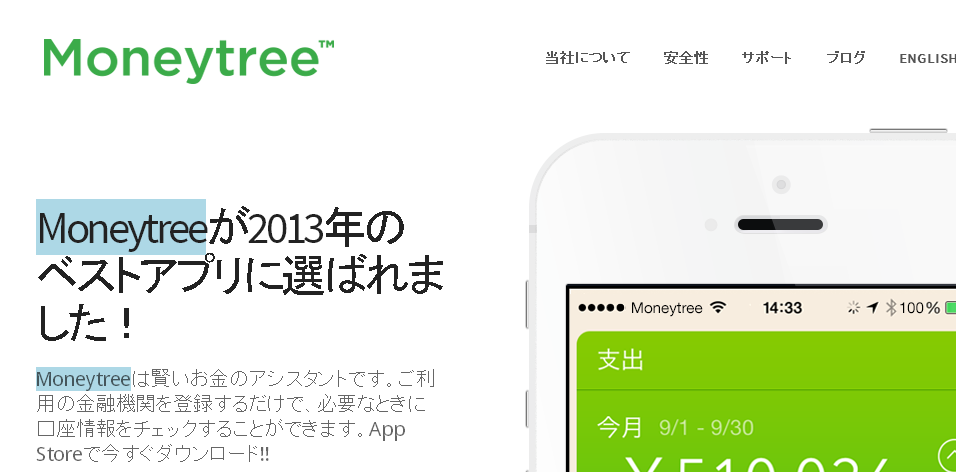 Moneytree™
当社について 安全性 サポート ブログ ENGLISH
Moneytreeが2013年の
ベストアプリに選ばれま
した！
Moneytreeは賢いお金のアシスタントです。ご利
用の金融機関を登録するだけで、必要なときに
口座情報をチェックすることができます。App
Storeで今すぐダウンロード!!
Moneytree 14:33 100%
支出
今月 9/1 - 9/30